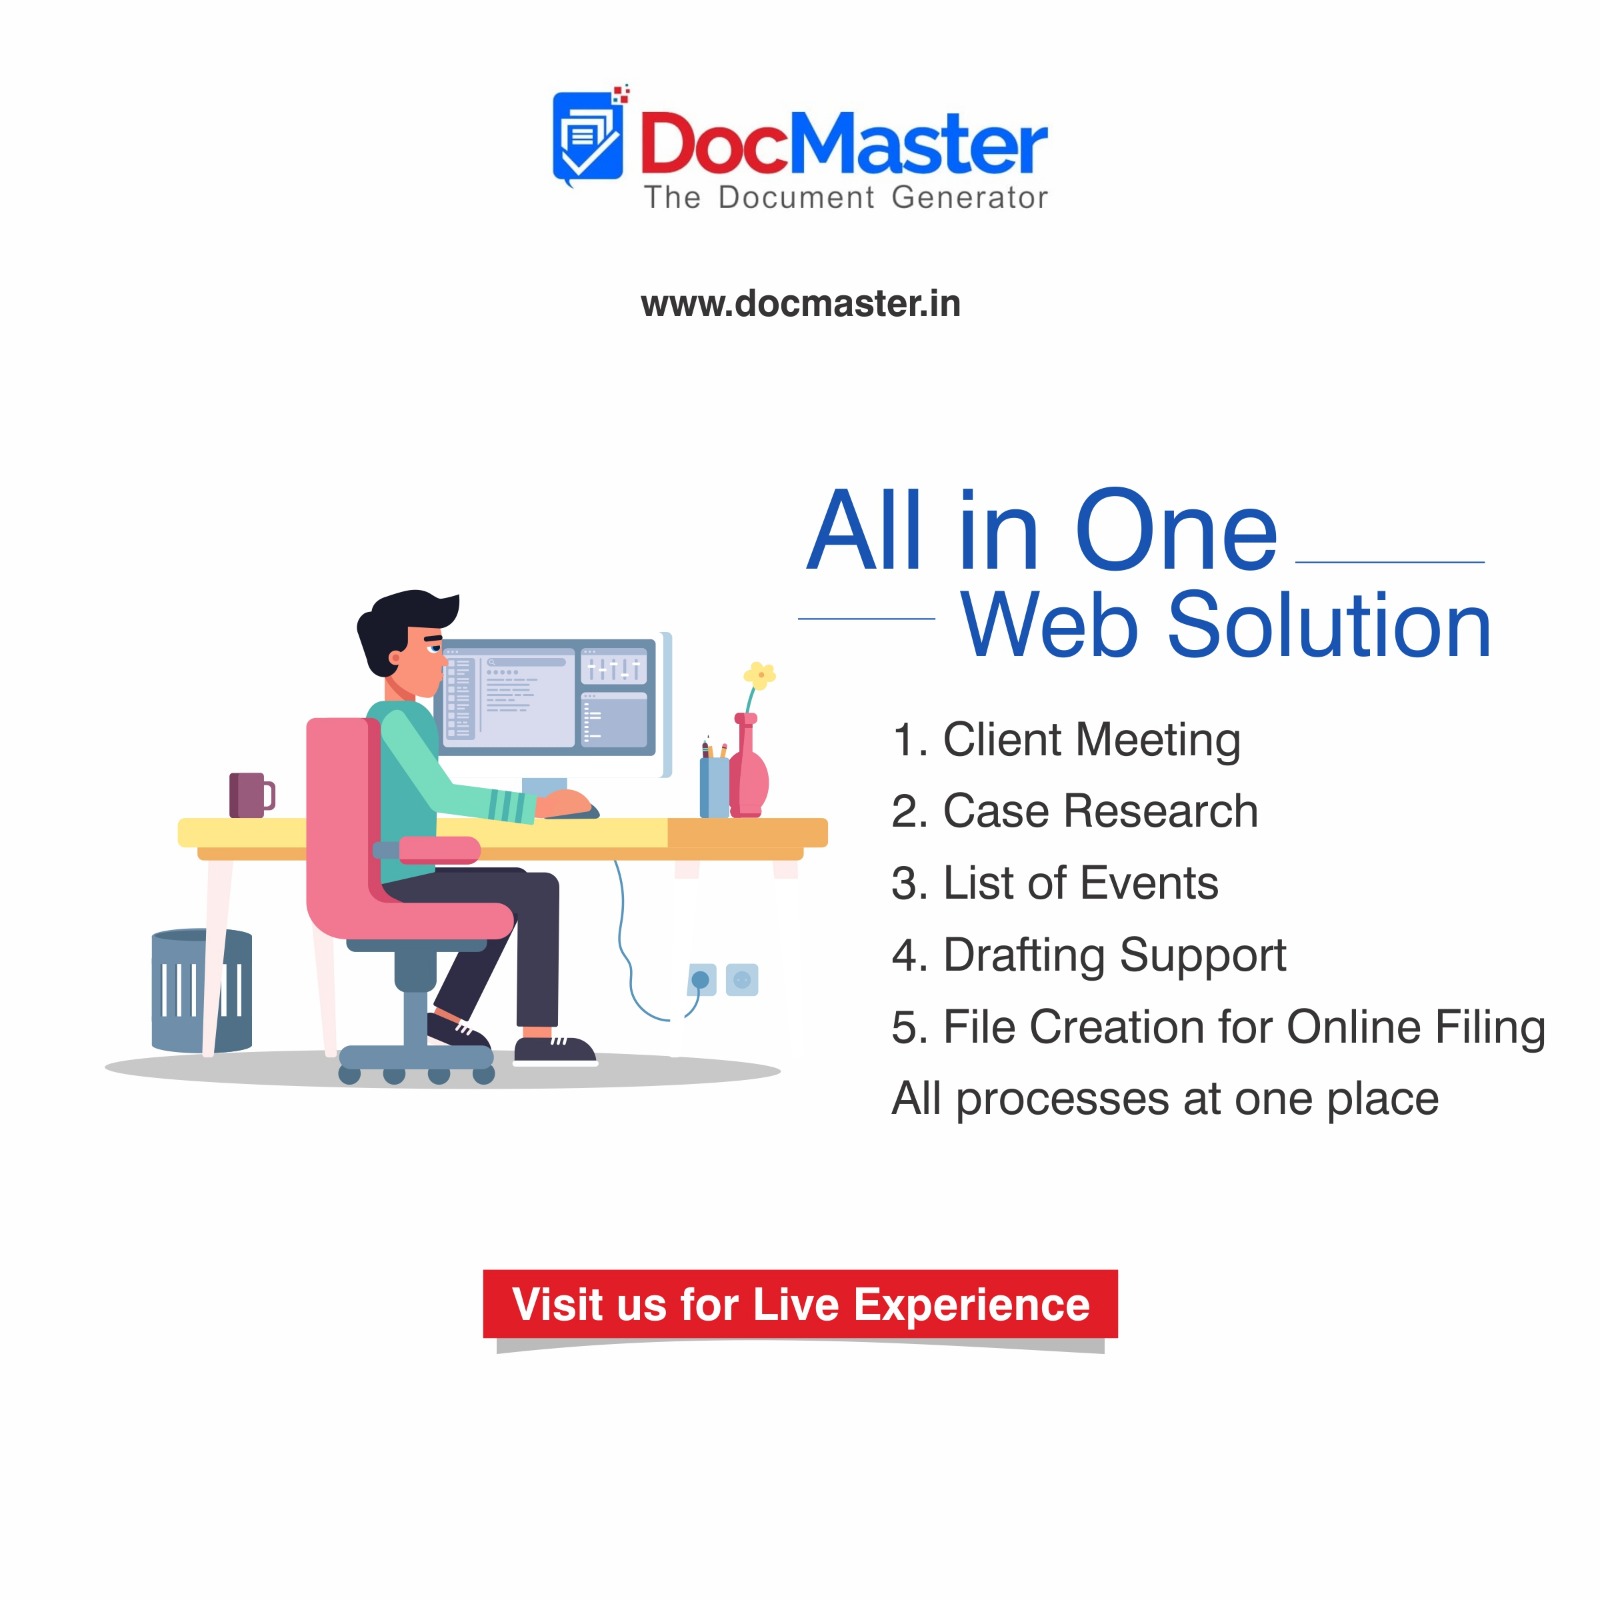 DocMaster
The Document Generator
www.docmaster.in
All in One
Web Solution
1. Client Meeting
2. Case Research
3. List of Events
4. Drafting Support
5. File Creation for Online Filing
All processes at one place
Visit us for Live Experience